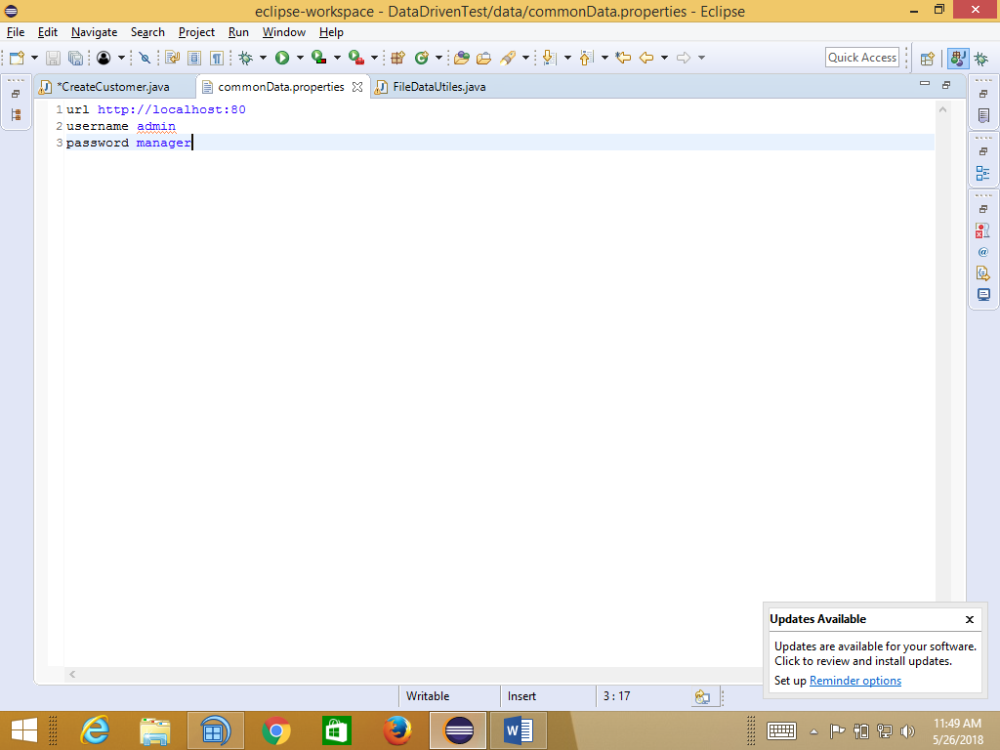 eclipse-workspace - DataDrivenTest/data/commonData.properties - Eclipse
File Edit Navigate Search Project Run Window Help
Quick Access
*CreateCustomer.java commonData.properties FileDataUtiles.java
1 url http://localhost:80
2 username admin
3 password manager
Updates Available
Updates are available for your software.
Click to review and install updates.
Set up Reminder options
Writable Insert 3 : 17
11:49 AM
5/26/2018